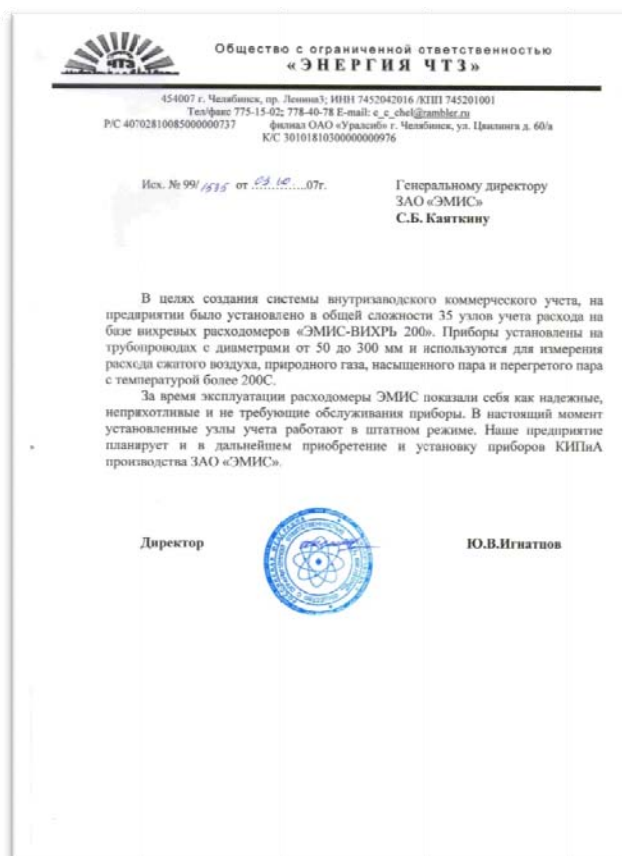 ЧТЗ
Общество с ограниченной ответственностью
«ЭНЕРГИЯ ЧТЗ»
454007 г. Челябинск, пр. Ленина3; ИНН 7452042016 /КПП 745201001
Тел/факс 775-15-02; 778-40-78 E-mail: e_c_chel@rambler.ru
Р/С 40702810085000000737 филиал ОАО «Уралсиб» г. Челябинск, ул. Цвилинга д. 60/а
К/С 30101810300000000976
Исх. № 99/1535 от 03.10.07г.
Генеральному директору
ЗАО «ЭМИС»
С.Б. Каяткину
В целях создания системы внутризаводского коммерческого учета, на
предприятии было установлено в общей сложности 35 узлов учета расхода на
базе вихревых расходомеров «ЭМИС-ВИХРЬ 200». Приборы установлены на
трубопроводах с диаметрами от 50 до 300 мм и используются для измерения
расхода сжатого воздуха, природного газа, насыщенного пара и перегретого пара
с температурой более 200С.
За время эксплуатации расходомеры ЭМИС показали себя как надежные,
неприхотливые и не требующие обслуживания приборы. В настоящий момент
установленные узлы учета работают в штатном режиме. Наше предприятие
планирует и в дальнейшем приобретение и установку приборов КИПиА
производства ЗАО «ЭМИС».
Директор
Ю.В.Игнатцов